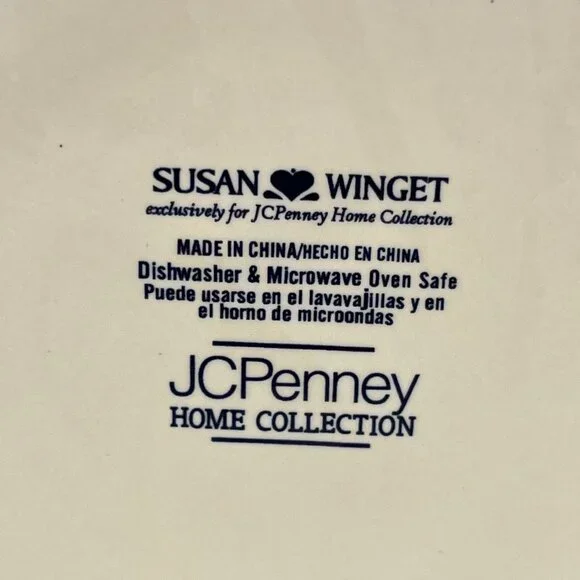 SUSAN WINGET
exclusively for JCPenney Home Collection
MADE IN CHINA/HECHO EN CHINA
Dishwasher & Microwave Oven Safe
Puede usarse en el lavavajillas y en
el horno de microondas
JCPenney
HOME COLLECTION